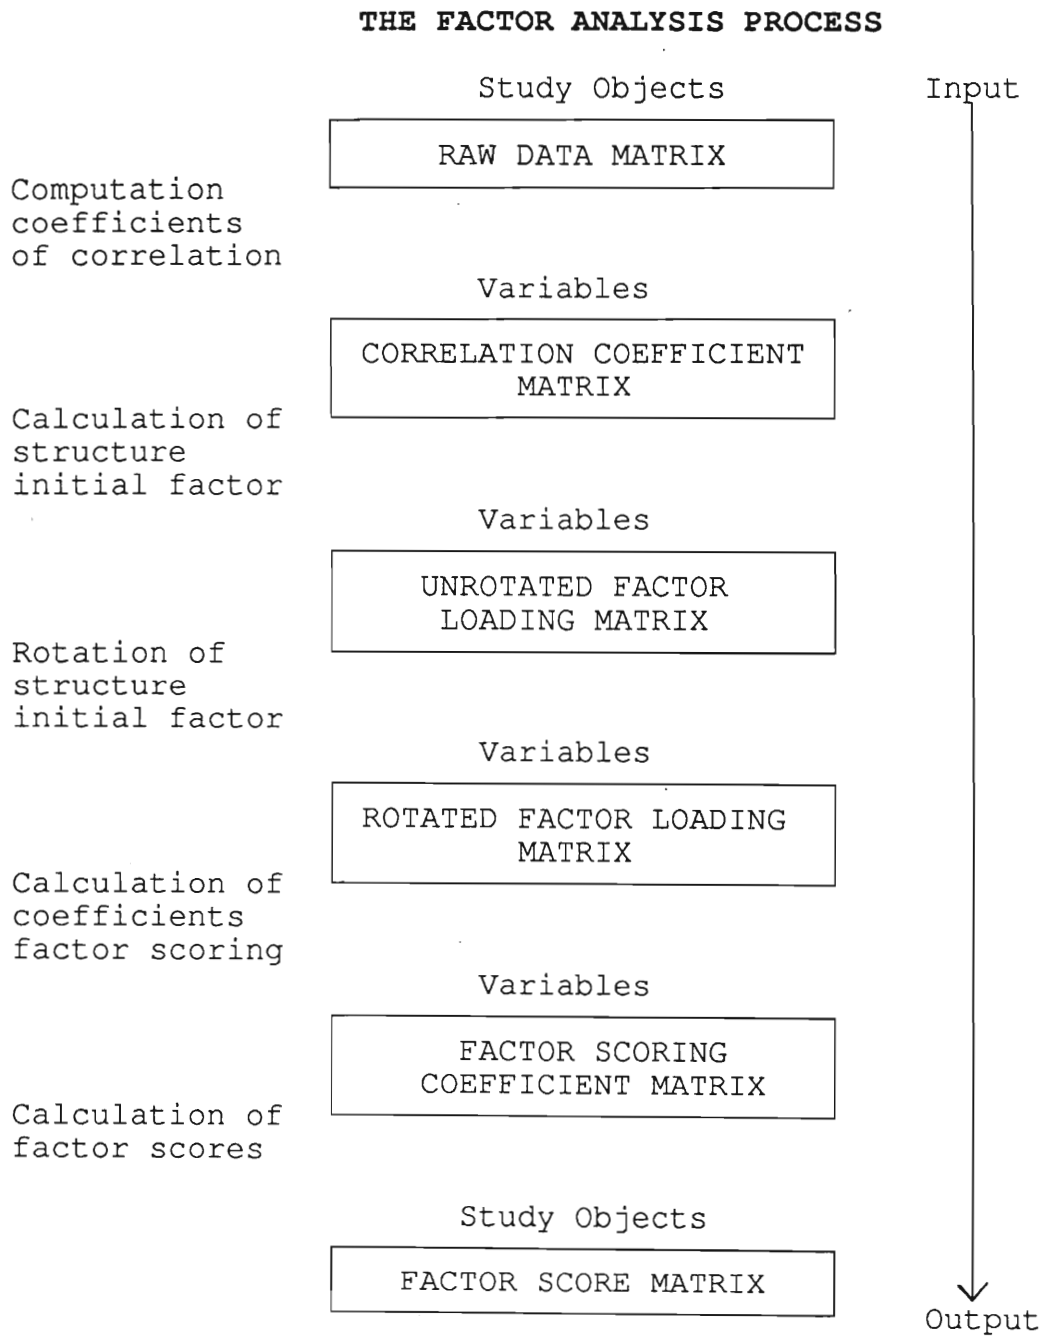 THE FACTOR ANALYSIS PROCESS
Study Objects
Input
RAW DATA MATRIX
Computation
coefficients
of correlation
Variables
CORRELATION COEFFICIENT
MATRIX
Calculation of
structure
initial factor
Variables
UNROTATED FACTOR
LOADING MATRIX
Rotation of
structure
initial factor
Variables
ROTATED FACTOR LOADING
MATRIX
Calculation of
coefficients
factor scoring
Variables
FACTOR SCORING
COEFFICIENT MATRIX
Calculation of
factor scores
Study Objects
FACTOR SCORE MATRIX
Output